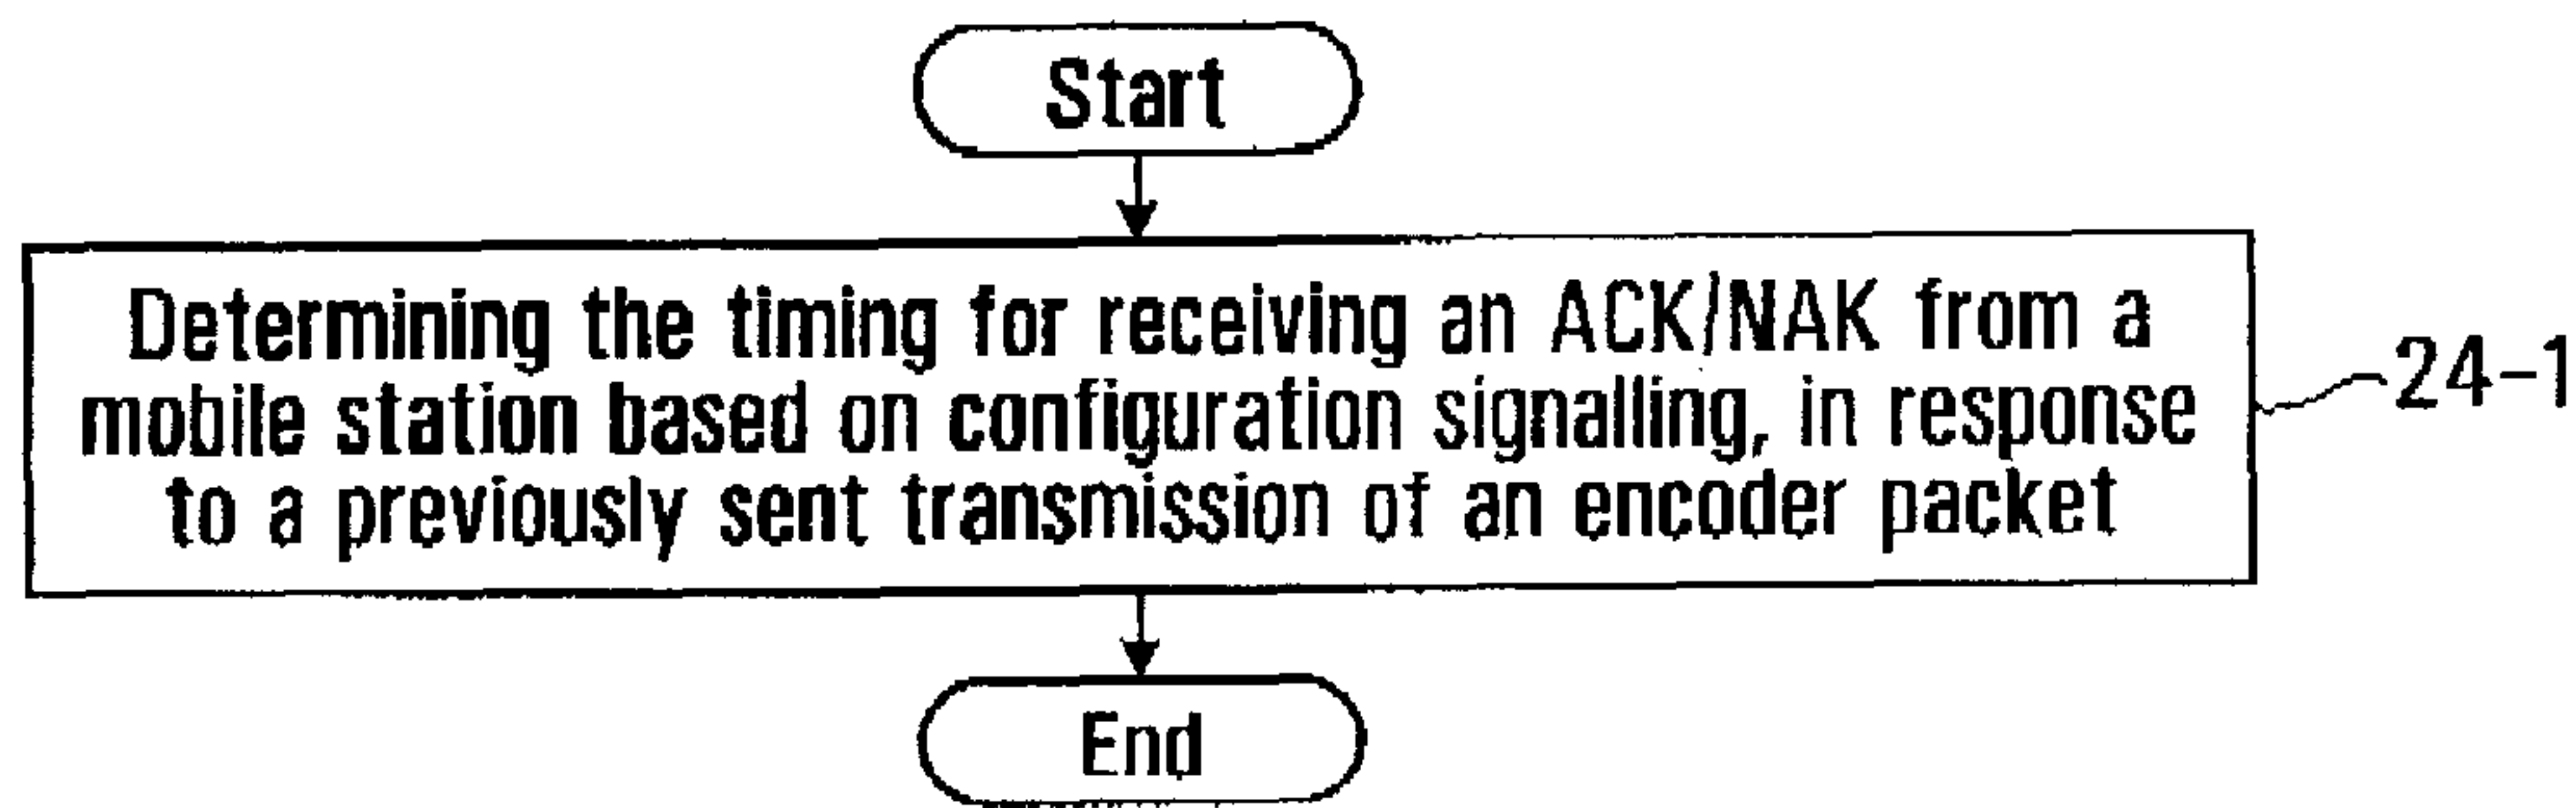 Start
Determining the timing for receiving an ACK/NAK from a
mobile station based on configuration signalling, in response
to a previously sent transmission of an encoder packet
24-1
End